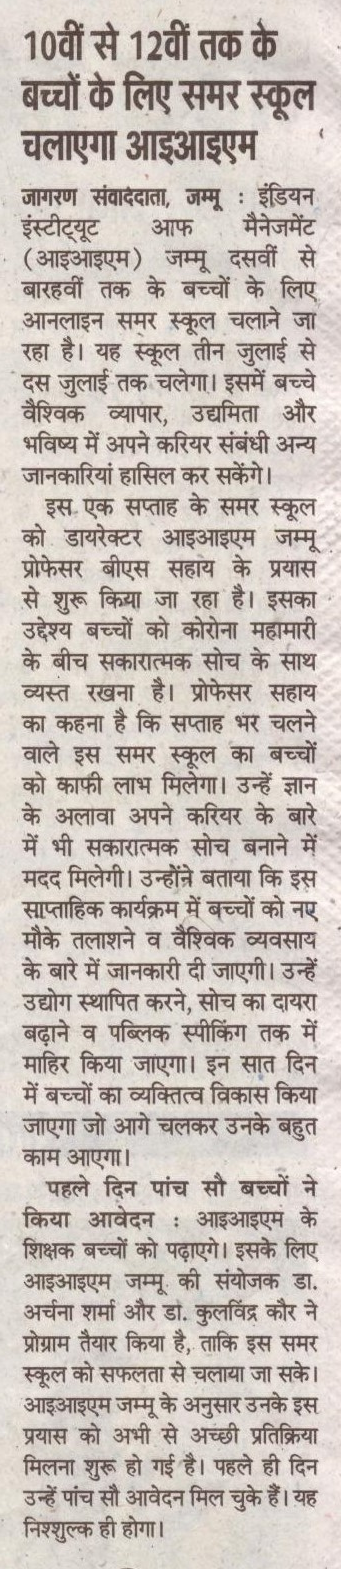 10वीं से 12वीं तक के
बच्चों के लिए समर स्कूल
चलाएगा आइआइएम
जागरण संवाददाता, जम्मू : इंडियन
इंस्टीट्यूट आफ मैनेजमेंट
(आइआइएम) जम्मू दसवीं से
बारहवीं तक के बच्चों के लिए
आनलाइन समर स्कूल चलाने जा
रहा है। यह स्कूल तीन जुलाई से
दस जुलाई तक चलेगा। इसमें बच्चे
वैश्विक व्यापार, उद्यमिता और
भविष्य में अपने करियर संबंधी अन्य
जानकारियां हासिल कर सकेंगे।
इस एक सप्ताह के समर स्कूल
को डायरेक्टर आइआइएम जम्मू
प्रोफेसर बीएस सहाय के प्रयास
से शुरू किया जा रहा है। इसका
उद्देश्य बच्चों को कोरोना महामारी
के बीच सकारात्मक सोच के साथ
व्यस्त रखना है। प्रोफेसर सहाय
का कहना है कि सप्ताह भर चलने
वाले इस समर स्कूल का बच्चों
को काफी लाभ मिलेगा। उन्हें ज्ञान
के अलावा अपने करियर के बारे
में भी सकारात्मक सोच बनाने में
मदद मिलेगी। उन्होंने बताया कि इस
साप्ताहिक कार्यक्रम में बच्चों को नए
मौके तलाशने व वैश्विक व्यवसाय
के बारे में जानकारी दी जाएगी। उन्हें
उद्योग स्थापित करने, सोच का दायरा
बढ़ाने व पब्लिक स्पीकिंग तक में
माहिर किया जाएगा। इन सात दिन
में बच्चों का व्यक्तित्व विकास किया
जाएगा जो आगे चलकर उनके बहुत
काम आएगा।
पहले दिन पांच सौ बच्चों ने
किया आवेदन : आइआइएम के
शिक्षक बच्चों को पढ़ाएगे। इसके लिए
आइआइएम जम्मू की संयोजक डा.
अर्चना शर्मा और डा. कुलविंद्र कौर ने
प्रोग्राम तैयार किया है, ताकि इस समर
स्कूल को सफलता से चलाया जा सके।
आइआइएम जम्मू के अनुसार उनके इस
प्रयास को अभी से अच्छी प्रतिक्रिया
मिलना शुरू हो गई है। पहले ही दिन
उन्हें पांच सौ आवेदन मिल चुके हैं। यह
निश्शुल्क ही होगा।